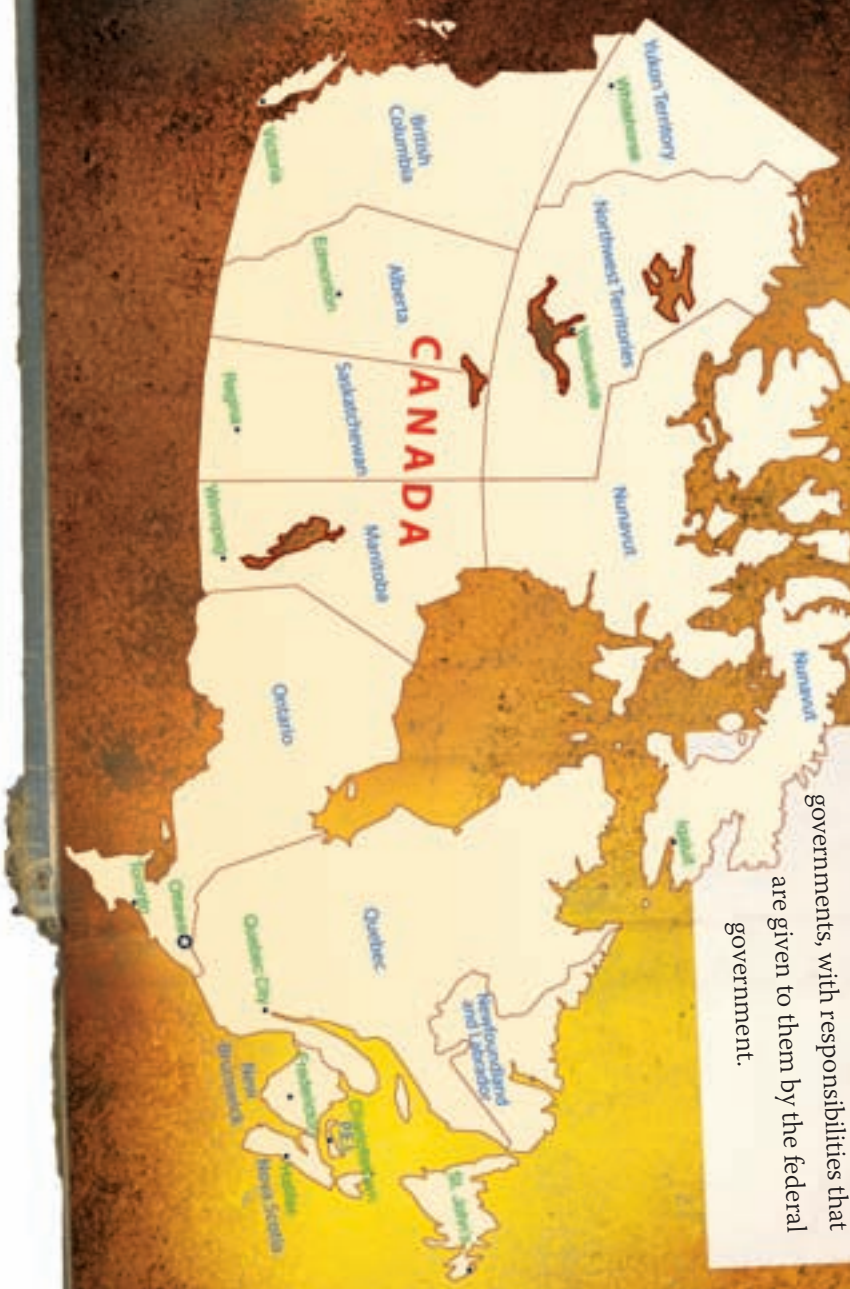 governments, with responsibilities that
are given to them by the federal
government.
Nunavut
Yukon Territory
Whitehorse
Northwest Territories
Yellowknife
Nunavut
Iqaluit
British
Columbia
Victoria
Alberta
Edmonton
CANADA
Saskatchewan
Regina
Manitoba
Winnipeg
Ontario
Toronto
Ottawa
Quebec
Quebec City
Newfoundland
and Labrador
St. John's
Charlottetown
PEI
Fredericton
New
Brunswick
Halifax
Nova Scotia